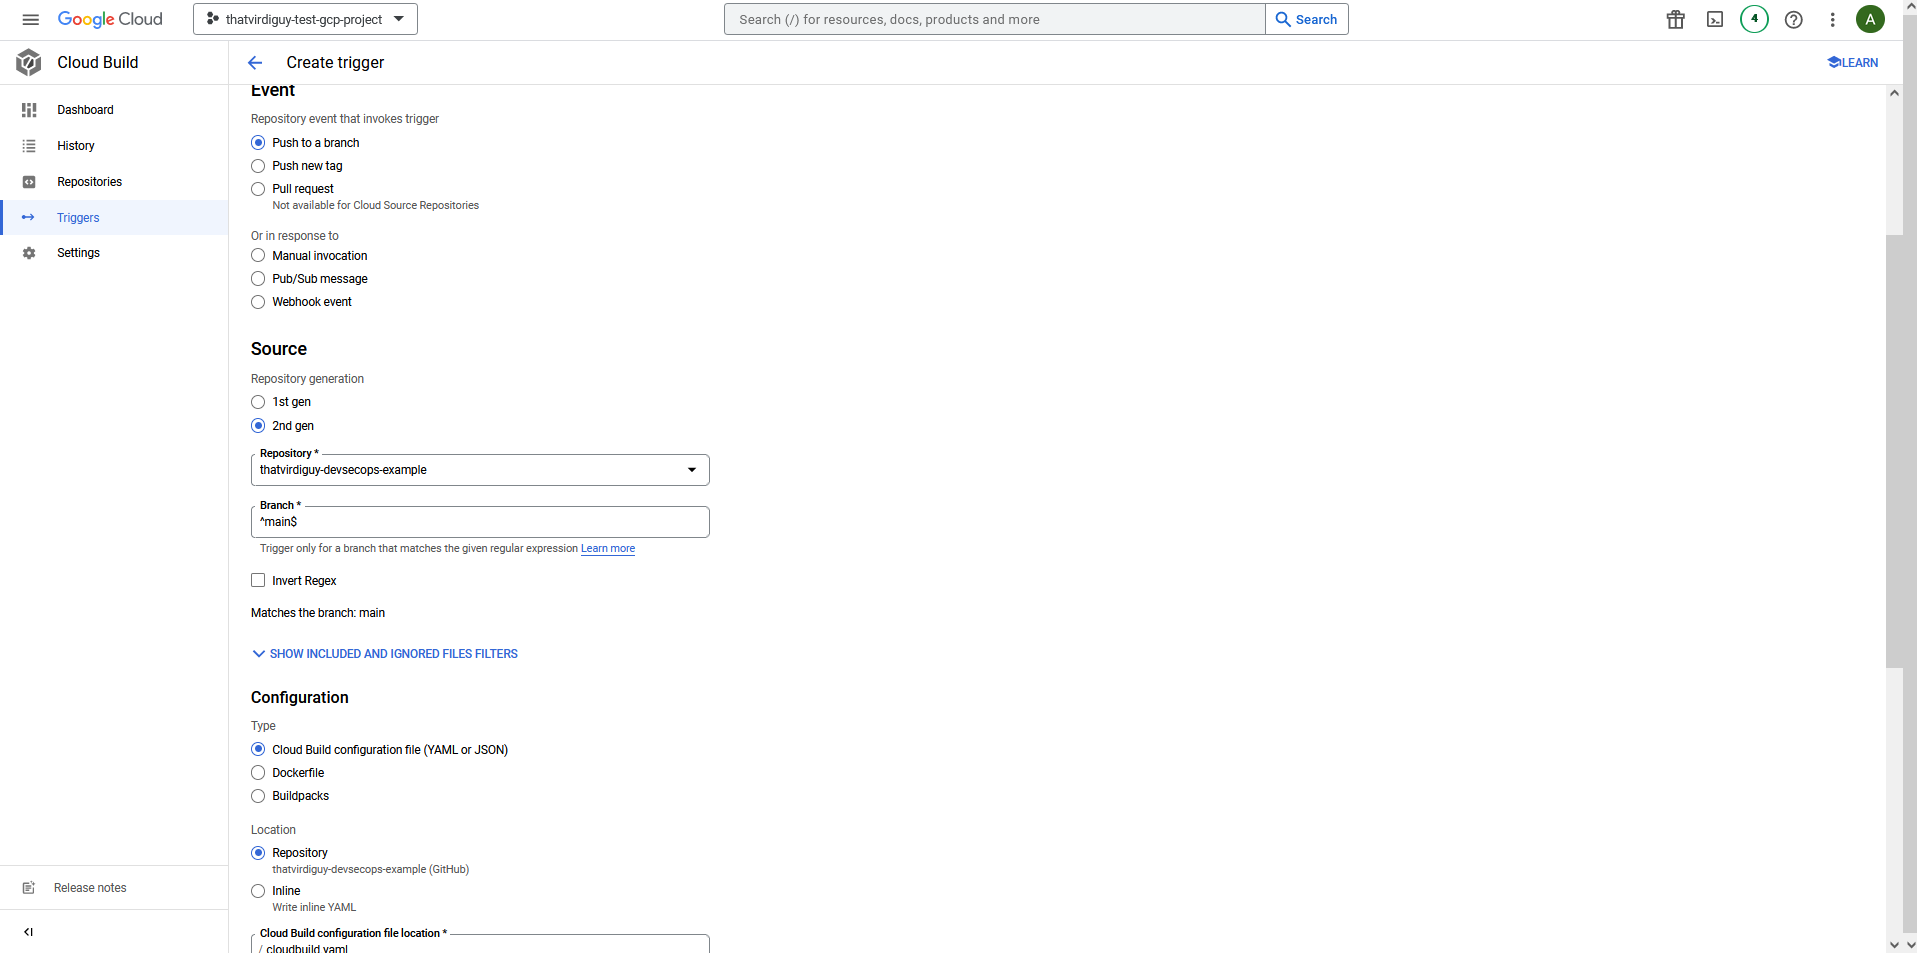 Google Cloud
thatvirdiguy-test-gcp-project
Search (/) for resources, docs, products and more
Search
4
A
Cloud Build
Create trigger
LEARN
Dashboard
History
Repositories
Triggers
Settings
Release notes
Event
Repository event that invokes trigger
Push to a branch
Push new tag
Pull request
Not available for Cloud Source Repositories
Or in response to
Manual invocation
Pub/Sub message
Webhook event
Source
Repository generation
1st gen
2nd gen
Repository *
thatvirdiguy-devsecops-example
Branch *
^main$
Trigger only for a branch that matches the given regular expression Learn more
Invert Regex
Matches the branch: main
SHOW INCLUDED AND IGNORED FILES FILTERS
Configuration
Type
Cloud Build configuration file (YAML or JSON)
Dockerfile
Buildpacks
Location
Repository
thatvirdiguy-devsecops-example (GitHub)
Inline
Write inline YAML
Cloud Build configuration file location *
/ cloudbuild.yaml